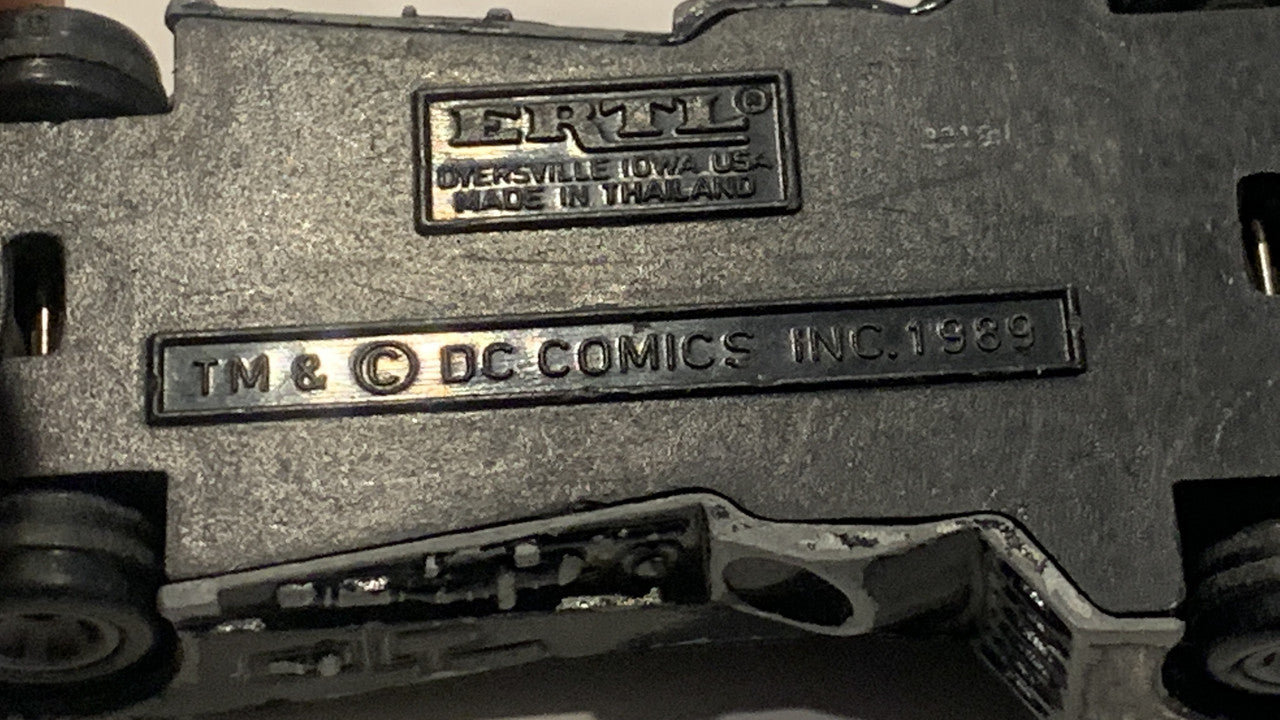 ERTL®
DYERSVILLE IOWA USA
MADE IN THAILAND
TM & © DC COMICS INC. 1989